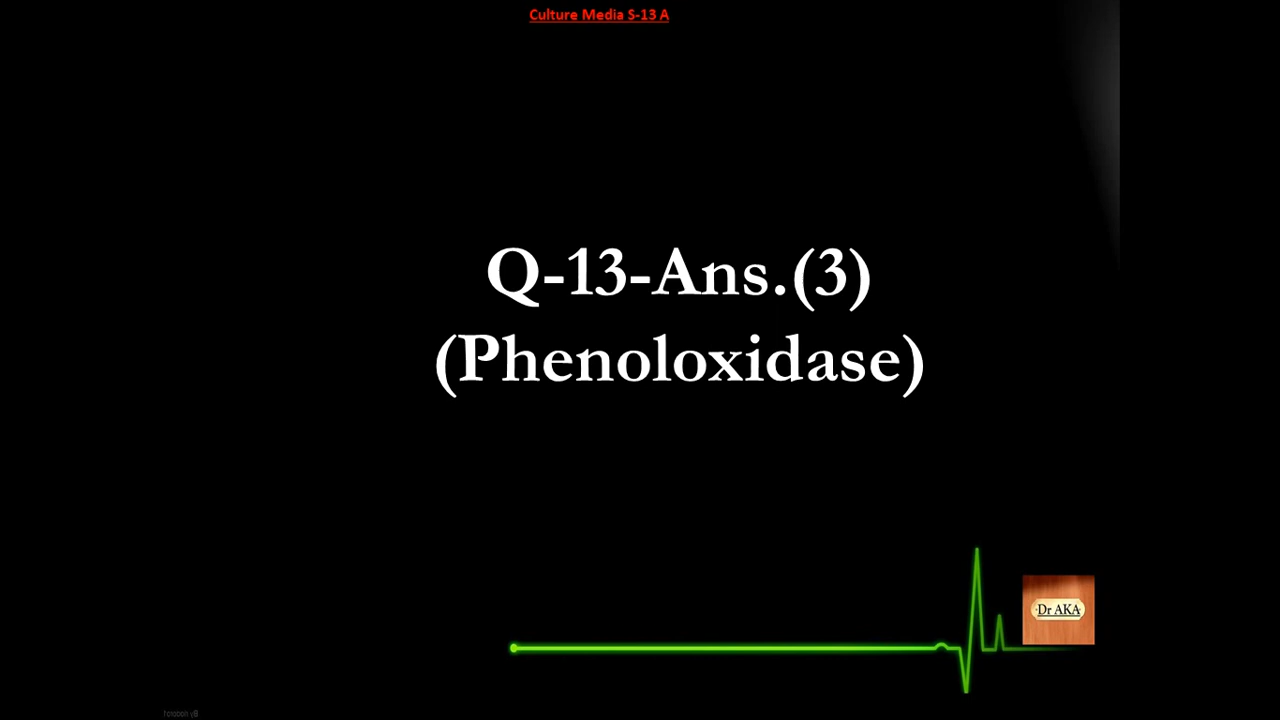 Culture Media S-13 A
Q-13-Ans.(3)
(Phenoloxidase)
Dr AKA